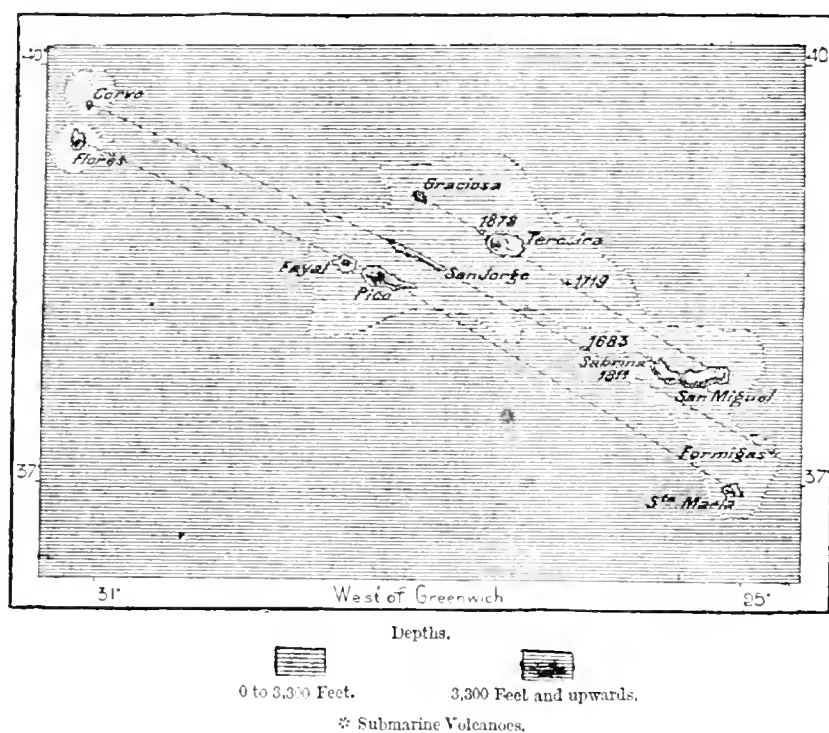 40 40
Corvo
Flores
Graciosa
1878
Terceira
Fayal
San Jorge
Pico
1719
1683
Sabrina
1811
San Miguel
Formigas
37 37
Sta. Maria
31° West of Greenwich 25°
Depths.
0 to 3,300 Feet. 3,300 Feet and upwards.
* Submarine Volcanoes.